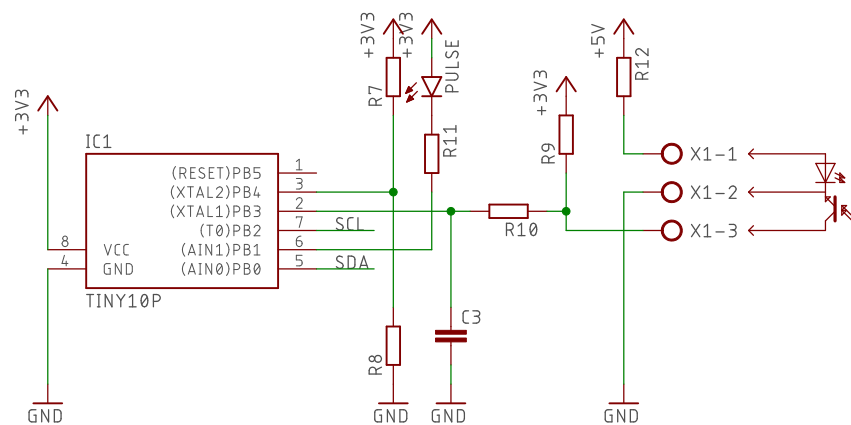 +3V3
+3V3
PULSE
+5V
R12
+3V3
R7
+3V3
R11
R9
IC1
X1-1
(RESET)PB5 1
(XTAL2)PB4 3
X1-2
(XTAL1)PB3 2
(T0)PB2 7 SCL
R10
X1-3
8 VCC (AIN1)PB1 6
4 GND (AIN0)PB0 5 SDA
TINY10P
C3
R8
GND
GND
GND
GND